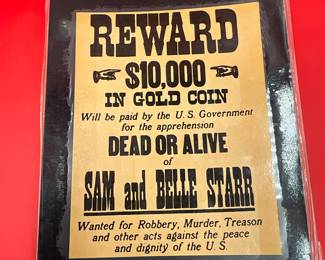 REWARD
$10,000
IN GOLD COIN
Will be paid by the U.S. Government
for the apprehension
DEAD OR ALIVE
of
SAM and BELLE STARR
Wanted for Robbery, Murder, Treason
and other acts against the peace
and dignity of the U.S.